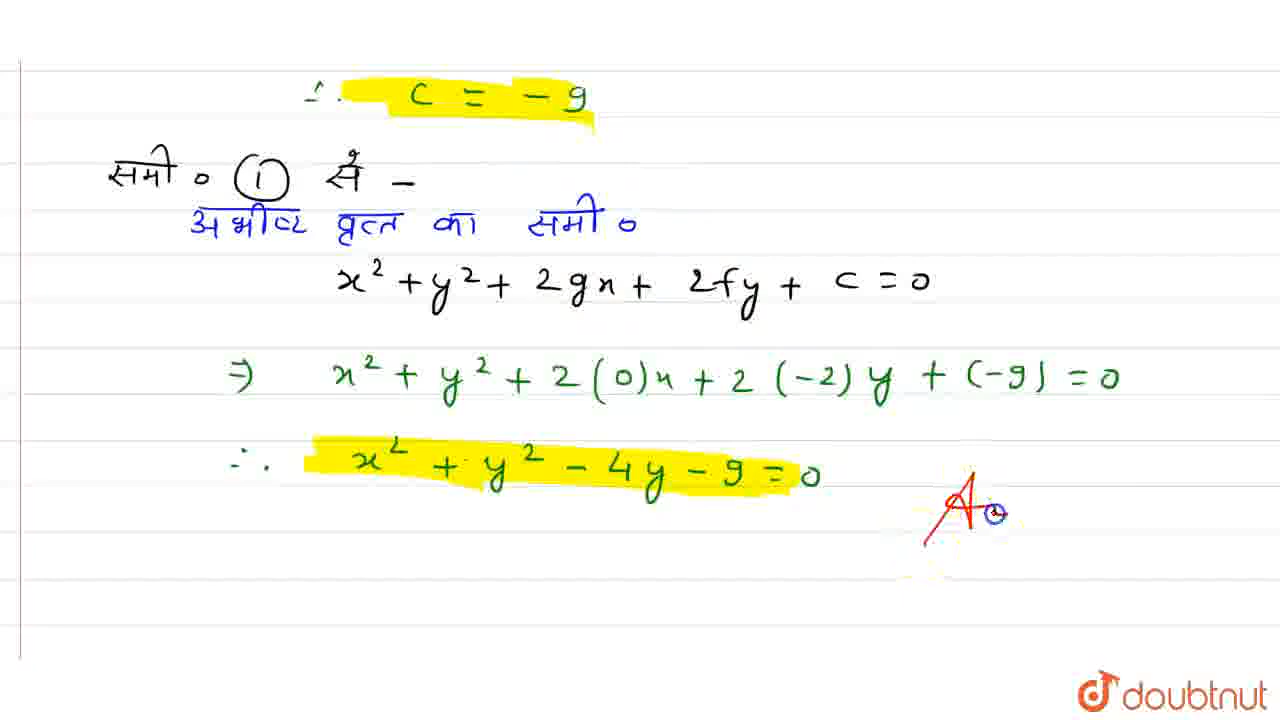 ∴ c = - 9
समी० (i) से -
अभीष्ट वृत्त का समी०
x² + y² + 2gx + 2fy + c = 0
⇒ x² + y² + 2(0)x + 2(-2)y + (-9) = 0
∴ x² + y² - 4y - 9 = 0
doubtnut